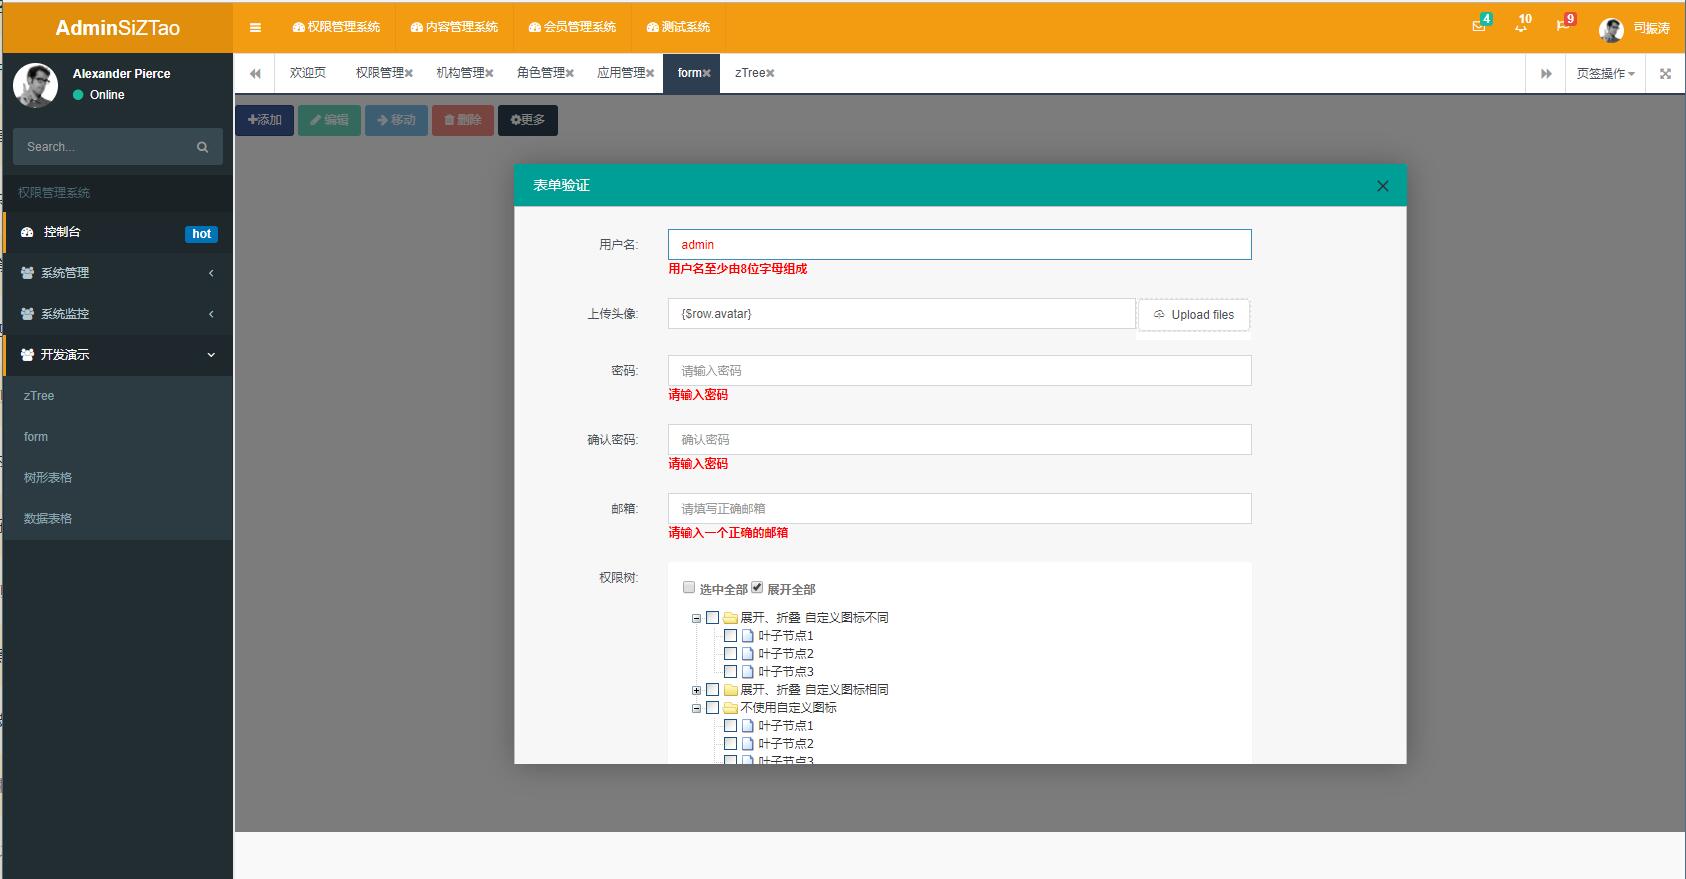 AdminSiZTao
权限管理系统 内容管理系统 会员管理系统 测试系统
4 10 9 司振涛
Alexander Pierce
Online
Search...
权限管理系统
控制台 hot
系统管理
系统监控
开发演示
zTree
form
树形表格
数据表格
欢迎页 权限管理 机构管理 角色管理 应用管理 form zTree 页签操作
添加 编辑 移动 删除 更多
表单验证
用户名: admin
用户名至少由8位字母组成
上传头像: {$row.avatar} Upload files
密码: 请输入密码
请输入密码
确认密码: 确认密码
请输入密码
邮箱: 请填写正确邮箱
请输入一个正确的邮箱
权限树:
选中全部 展开全部
展开、折叠 自定义图标不同
叶子节点1
叶子节点2
叶子节点3
展开、折叠 自定义图标相同
不使用自定义图标
叶子节点1
叶子节点2
叶子节点3